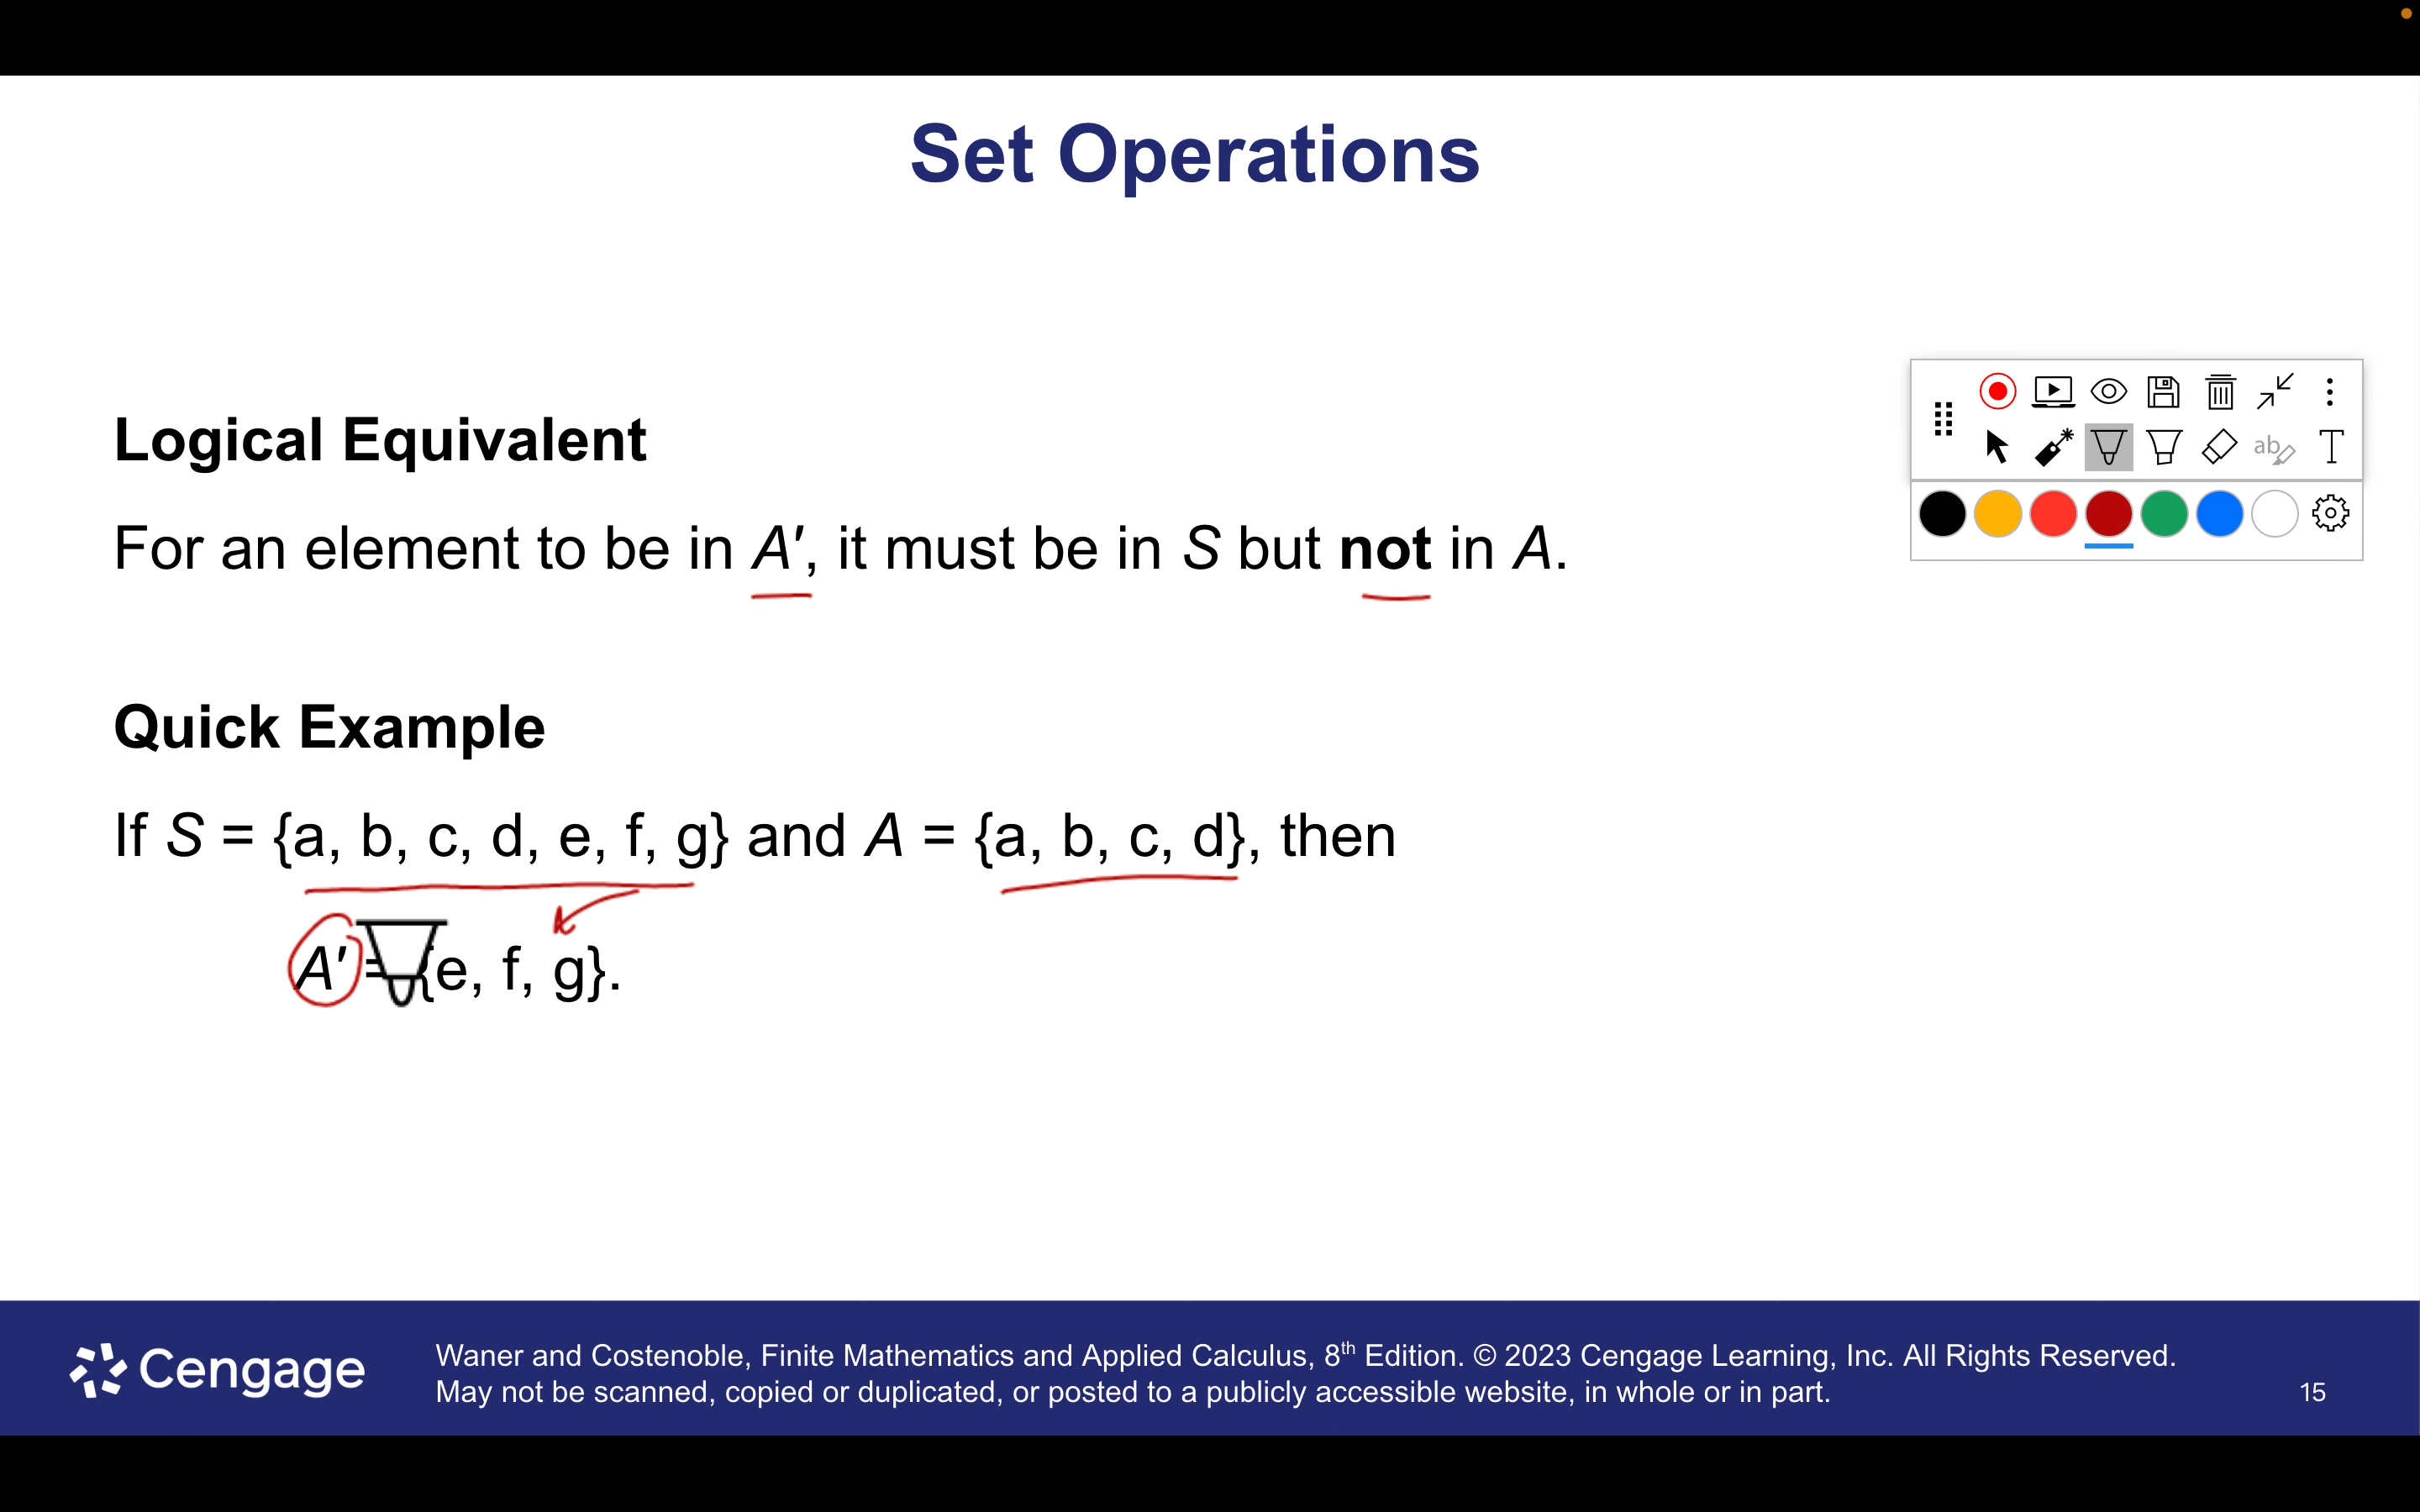 Set Operations
Logical Equivalent
For an element to be in A′, it must be in S but not in A.
Quick Example
If S = {a, b, c, d, e, f, g} and A = {a, b, c, d}, then
A′ = {e, f, g}.
ab
T
Cengage
Waner and Costenoble, Finite Mathematics and Applied Calculus, 8th Edition. © 2023 Cengage Learning, Inc. All Rights Reserved.
May not be scanned, copied or duplicated, or posted to a publicly accessible website, in whole or in part.
15